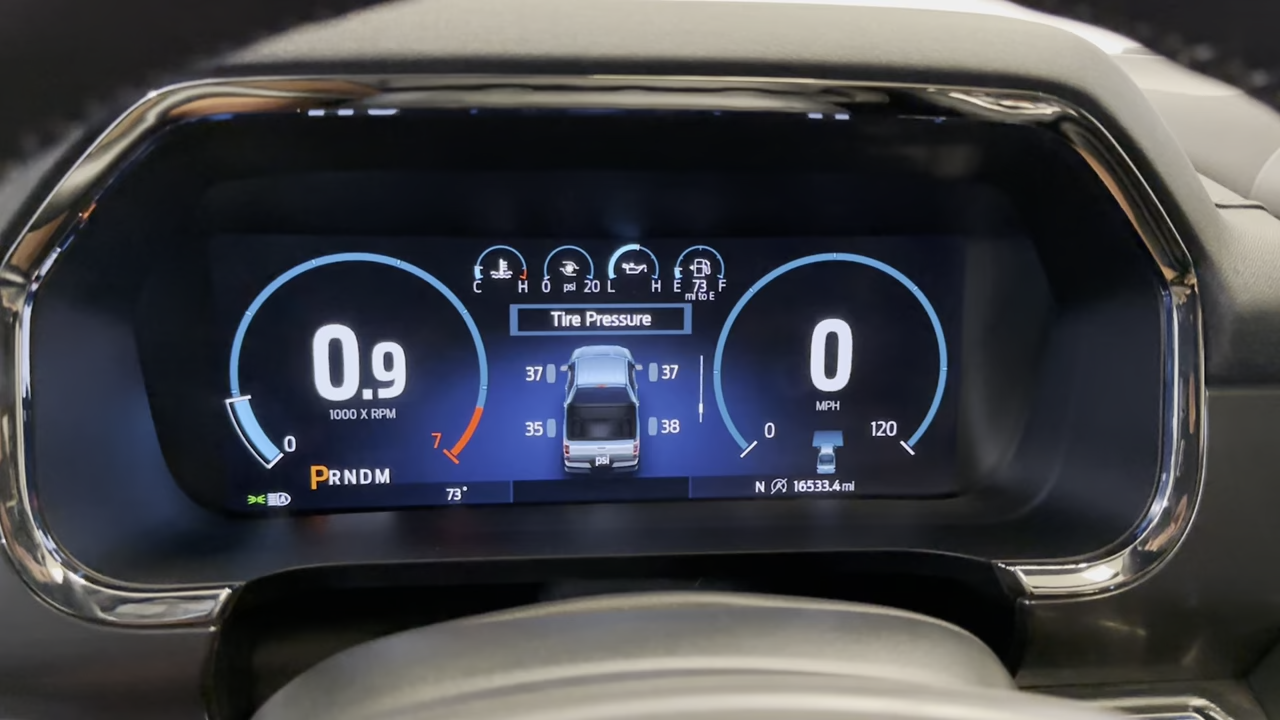 C H 0 psi 20 L H E 73 F
mi to E
Tire Pressure
0.9
1000 X RPM
0
7
PRNDM
73°
37 37
35 38
psi
0
MPH
0 120
N 16533.4 mi